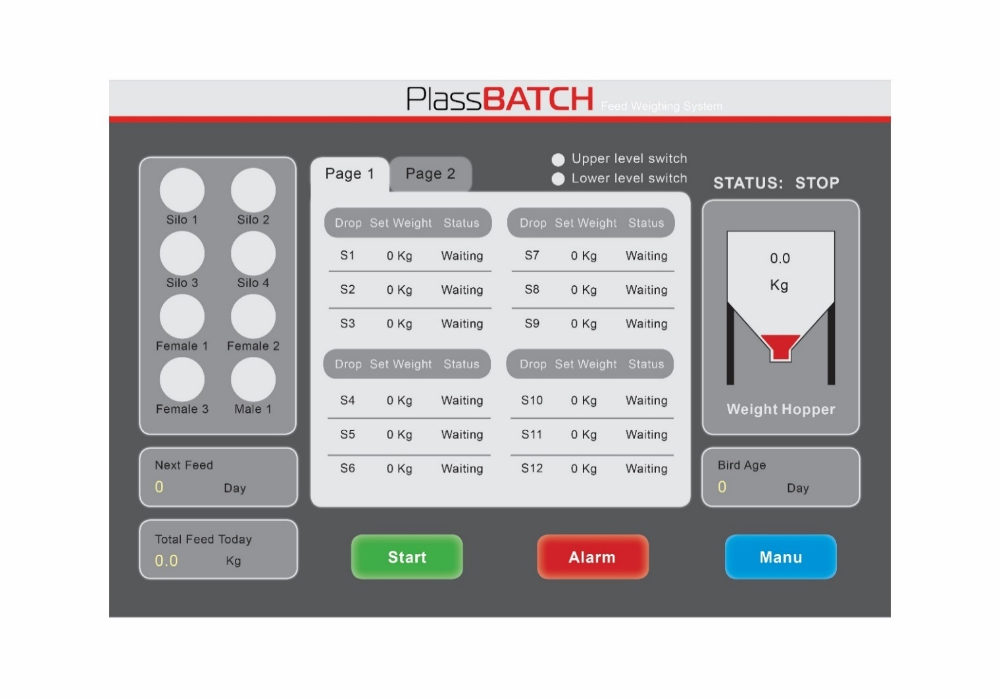 PlassBATCH Feed Weighing System
Upper level switch
Lower level switch
STATUS: STOP
Silo 1 Silo 2
Silo 3 Silo 4
Female 1 Female 2
Female 3 Male 1
Page 1 Page 2
Drop Set Weight Status Drop Set Weight Status
S1 0 Kg Waiting S7 0 Kg Waiting
S2 0 Kg Waiting S8 0 Kg Waiting
S3 0 Kg Waiting S9 0 Kg Waiting
Drop Set Weight Status Drop Set Weight Status
S4 0 Kg Waiting S10 0 Kg Waiting
S5 0 Kg Waiting S11 0 Kg Waiting
S6 0 Kg Waiting S12 0 Kg Waiting
0.0
Kg
Weight Hopper
Next Feed
0 Day
Bird Age
0 Day
Total Feed Today
0.0 Kg
Start Alarm Manu